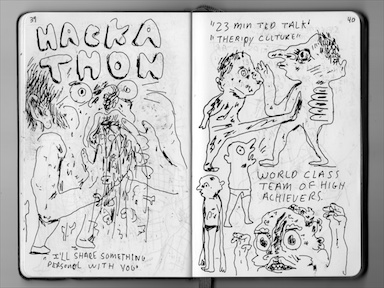 39
HACKA
THON
"I'LL SHARE SOMETHING
PERSONAL WITH YOU"
40
"23 MIN TED TALK"
"THERIPY CULTURE"
WORLD CLASS
TEAM OF HIGH
ACHIEVERS